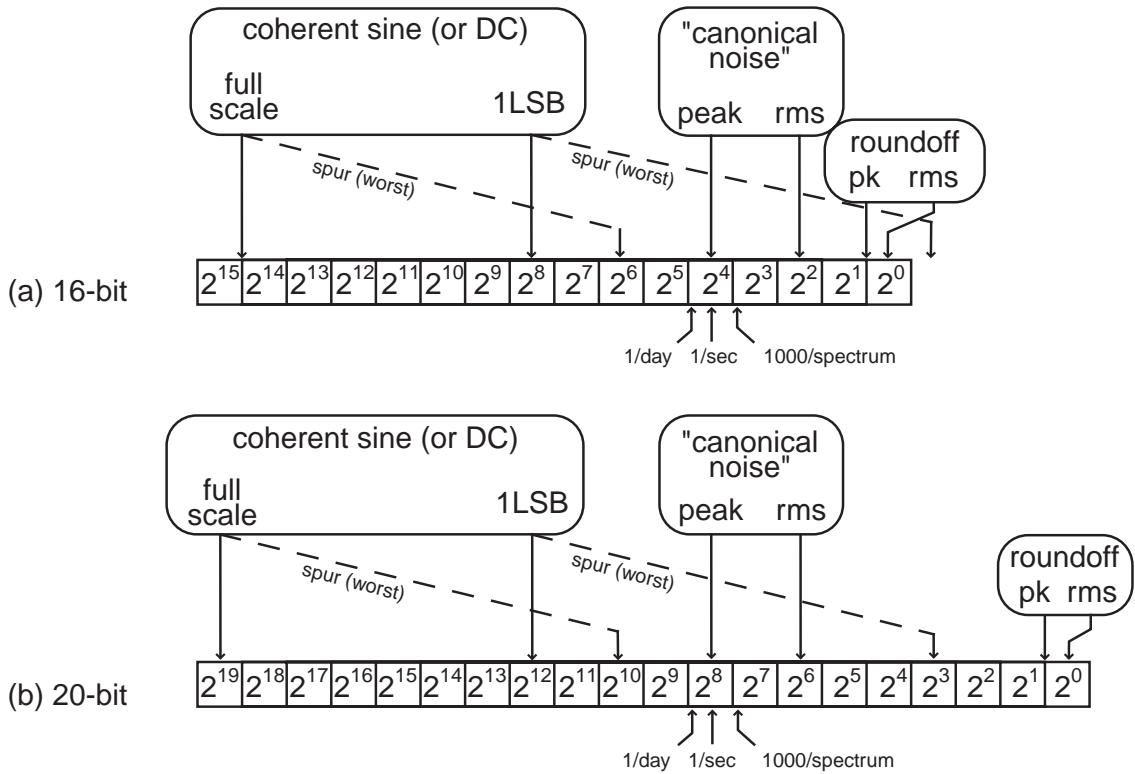 coherent sine (or DC)
full
scale
1LSB
"canonical
noise"
peak rms
roundoff
pk rms
spur (worst)
spur (worst)
(a) 16-bit
2^15 2^14 2^13 2^12 2^11 2^10 2^9 2^8 2^7 2^6 2^5 2^4 2^3 2^2 2^1 2^0
1/day 1/sec 1000/spectrum
coherent sine (or DC)
full
scale
1LSB
"canonical
noise"
peak rms
roundoff
pk rms
spur (worst)
spur (worst)
(b) 20-bit
2^19 2^18 2^17 2^16 2^15 2^14 2^13 2^12 2^11 2^10 2^9 2^8 2^7 2^6 2^5 2^4 2^3 2^2 2^1 2^0
1/day 1/sec 1000/spectrum